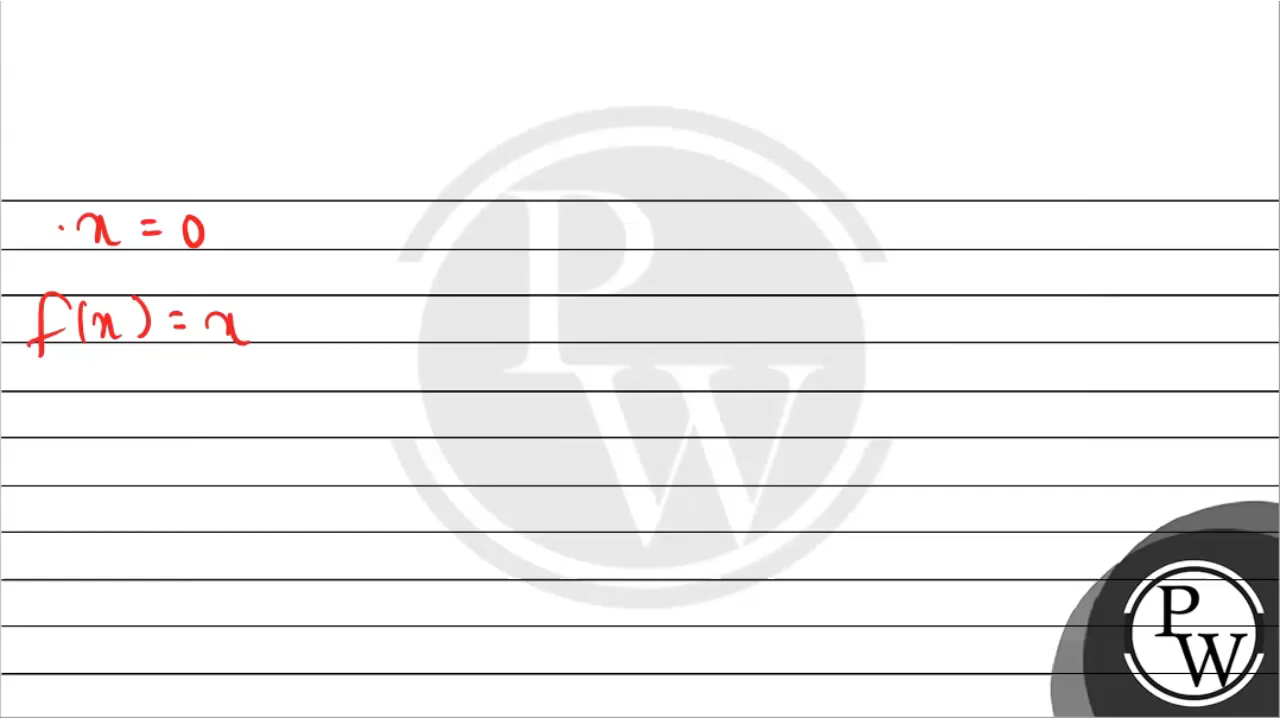 · x = 0
f(x) = x
P
W
P
W